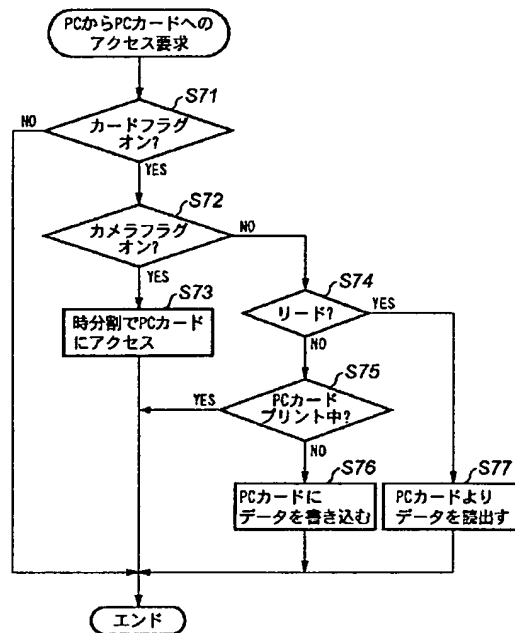 PCからPCカードへの
アクセス要求
S71
NO
カードフラグ
オン?
YES
S72
NO
カメラフラグ
オン?
YES
S73
時分割でPCカード
にアクセス
S74
YES
リード?
NO
S75
YES
PCカード
プリント中?
NO
S76
PCカードに
データを書き込む
S77
PCカードより
データを読出す
エンド